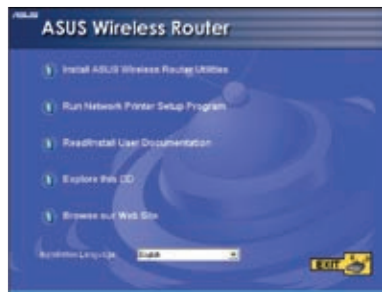 ASUS Wireless Router
Install ASUS Wireless Router Utilities
Run Network Printer Setup Program
Read/Install User Documentation
Explore this CD
Browse our Web Site
Language: English
EXIT